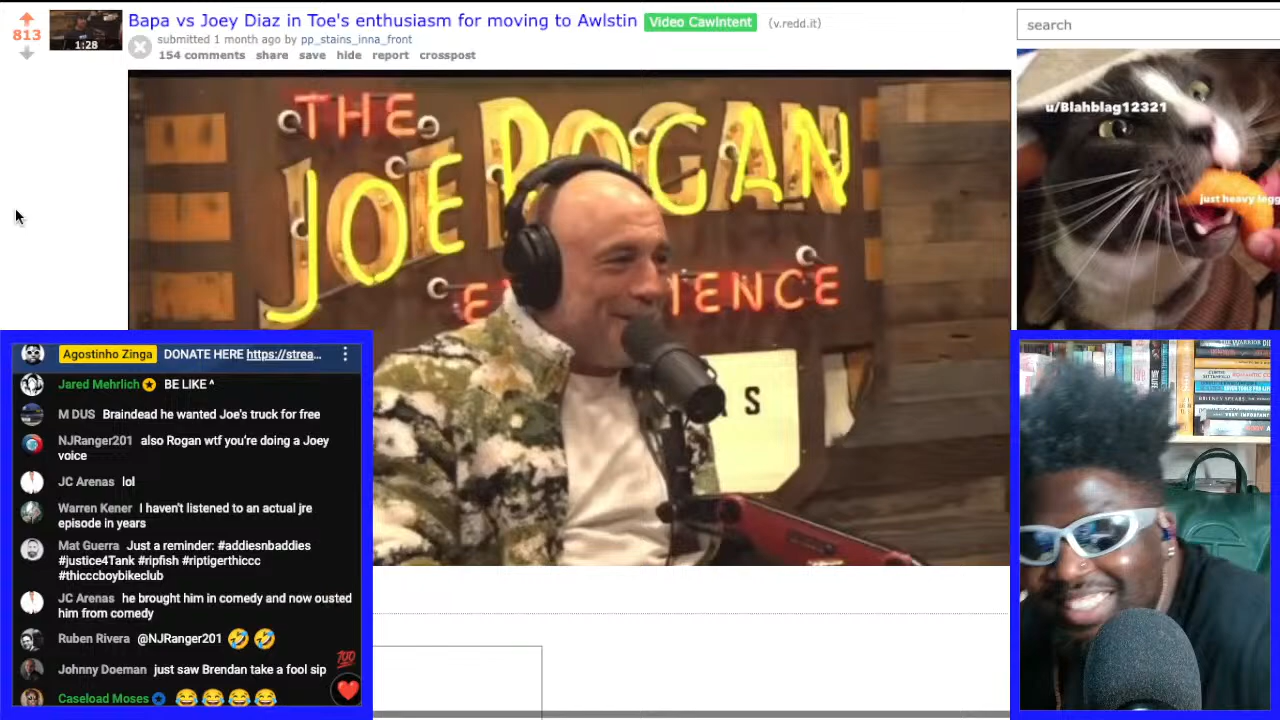 813
1:28
Bapa vs Joey Diaz in Toe's enthusiasm for moving to Awlstin Video Cawintent (v.redd.it)
submitted 1 month ago by pp_stains_inna_front
154 comments share save hide report crosspost
search
u/Blahblag12321
just heavy legg
THE
JOE ROGAN
IENCE
S
Agostinho Zinga DONATE HERE https://strea...
Jared Mehrlich BE LIKE ^
M DUS Braindead he wanted Joe's truck for free
NJRanger201 also Rogan wtf you're doing a Joey
voice
JC Arenas lol
Warren Kener I haven't listened to an actual jre
episode in years
Mat Guerra Just a reminder: #addiesnbaddies
#justice4Tank #ripfish #riptigerthiccc
#thicccboybikeclub
JC Arenas he brought him in comedy and now ousted
him from comedy
Ruben Rivera @NJRanger201
Johnny Doeman just saw Brendan take a fool sip
100
Caseload Moses